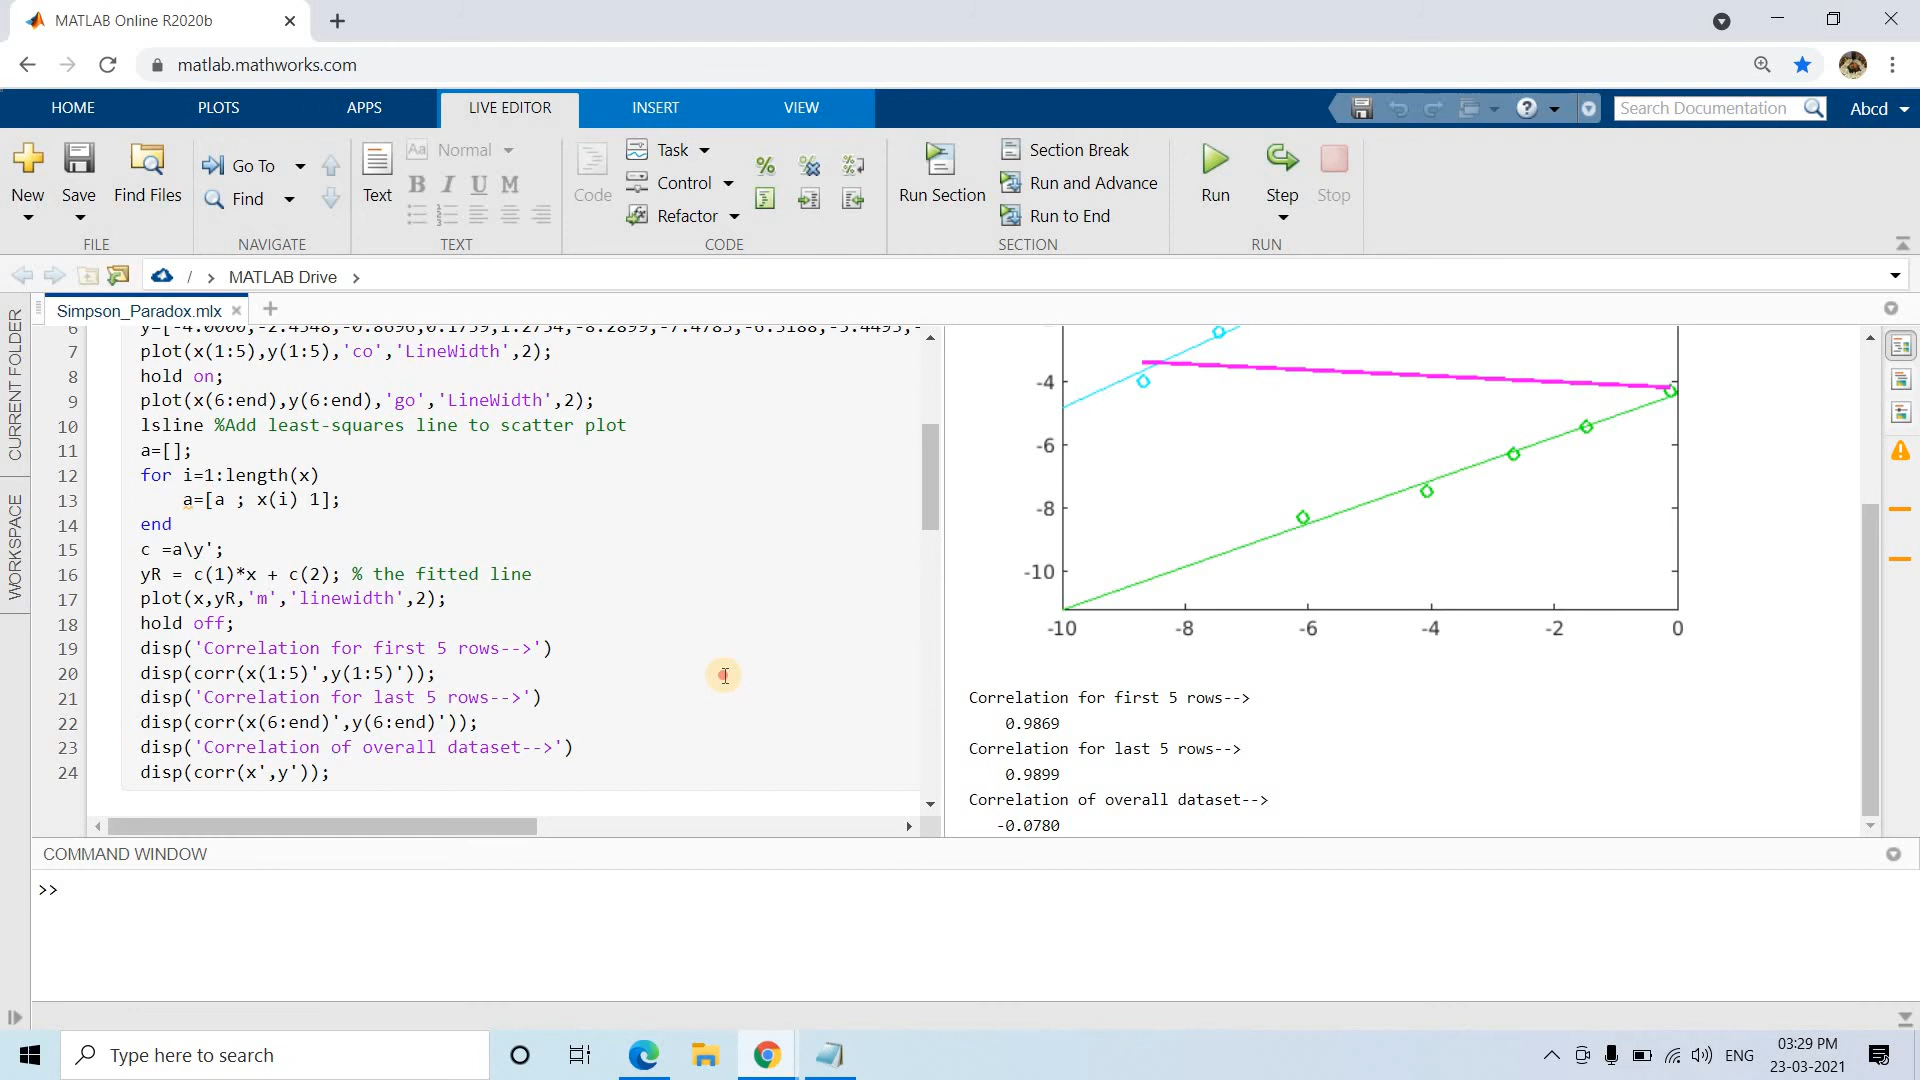 MATLAB Online R2020b
matlab.mathworks.com
HOME PLOTS APPS LIVE EDITOR INSERT VIEW
Search Documentation
Abcd
New
Save
Find Files
FILE
Go To
Find
NAVIGATE
Text
Aa Normal
B I U M
TEXT
Code
Task
Control
Refactor
CODE
Run Section
Section Break
Run and Advance
Run to End
SECTION
Run
Step
Stop
RUN
/ > MATLAB Drive >
CURRENT FOLDER
WORKSPACE
Simpson_Paradox.mlx
7 plot(x(1:5),y(1:5),'co','LineWidth',2);
8 hold on;
9 plot(x(6:end),y(6:end),'go','LineWidth',2);
10 lsline %Add least-squares line to scatter plot
11 a=[];
12 for i=1:length(x)
13 a=[a ; x(i) 1];
14 end
15 c =a\y';
16 yR = c(1)*x + c(2); % the fitted line
17 plot(x,yR,'m','linewidth',2);
18 hold off;
19 disp('Correlation for first 5 rows-->')
20 disp(corr(x(1:5)',y(1:5)'));
21 disp('Correlation for last 5 rows-->')
22 disp(corr(x(6:end)',y(6:end)'));
23 disp('Correlation of overall dataset-->')
24 disp(corr(x',y'));
-4
-6
-8
-10
-10 -8 -6 -4 -2 0
Correlation for first 5 rows-->
0.9869
Correlation for last 5 rows-->
0.9899
Correlation of overall dataset-->
-0.0780
COMMAND WINDOW
>>
Type here to search
ENG
03:29 PM
23-03-2021